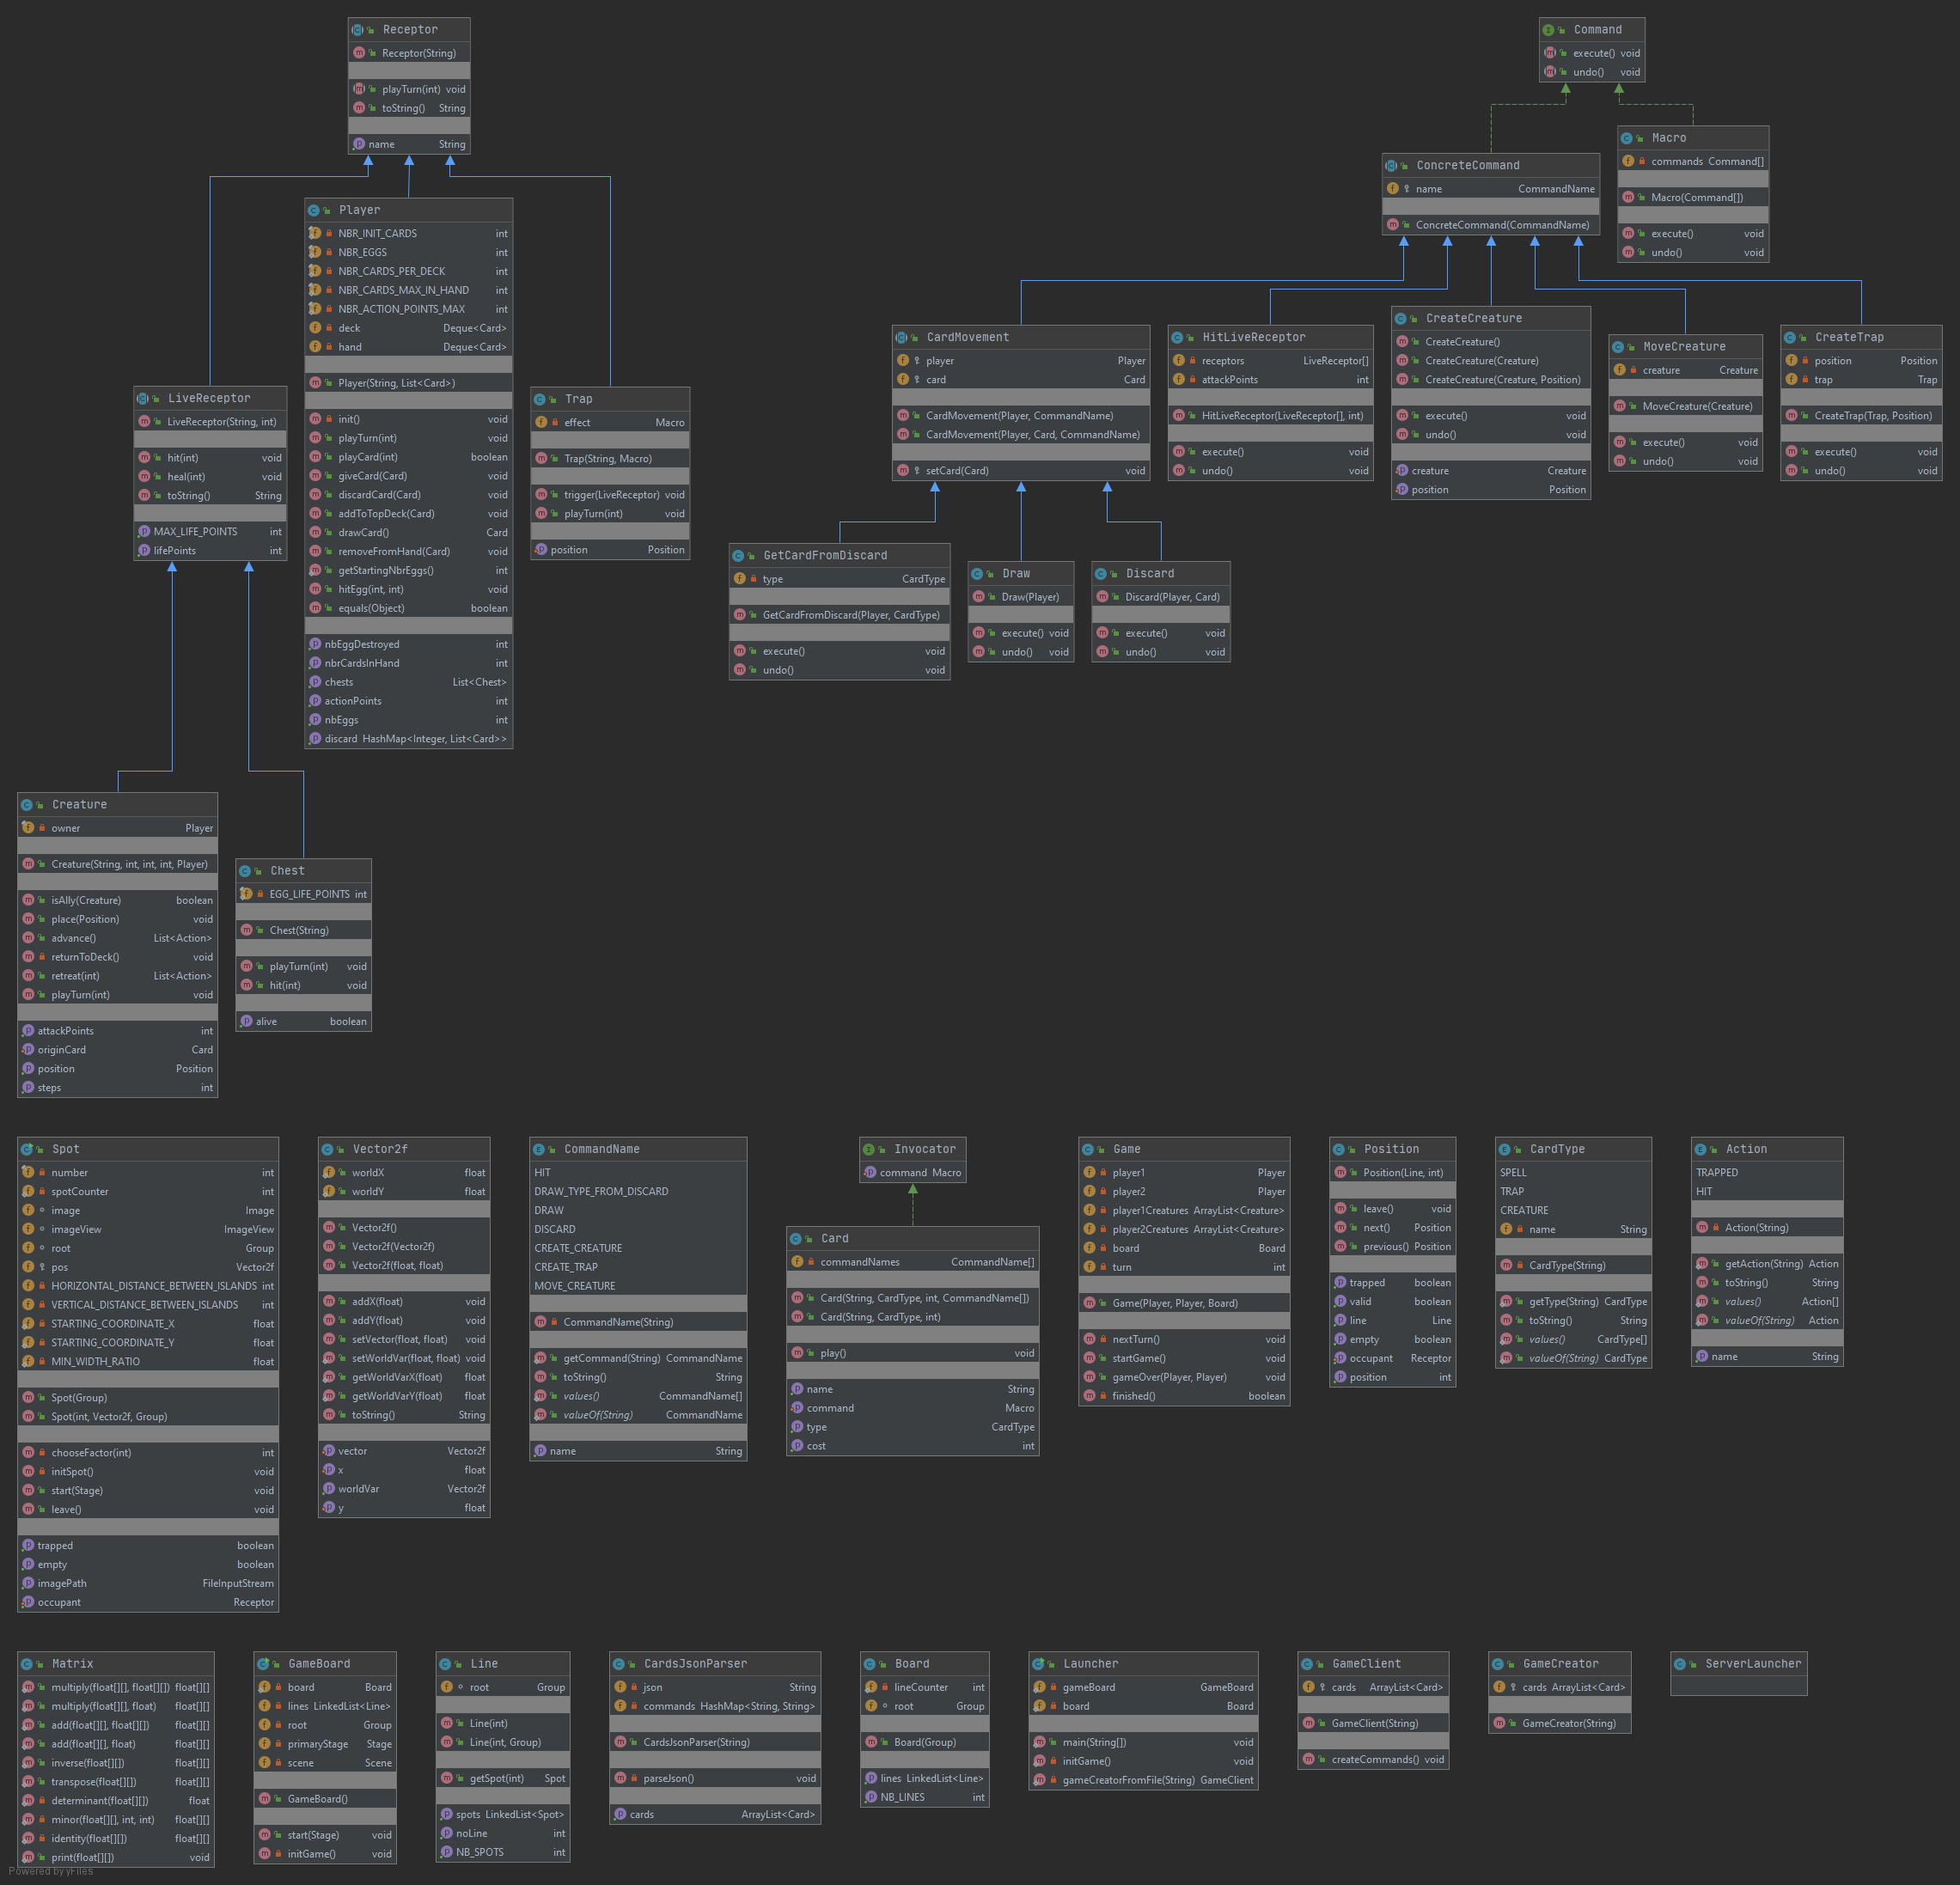 Receptor
Receptor(String)
playTurn(int) void
toString() String
name String
Command
execute() void
undo() void
Macro
commands Command[]
Macro(Command[])
execute() void
undo() void
ConcreteCommand
name CommandName
ConcreteCommand(CommandName)
Player
NBR_INIT_CARDS int
NBR_EGGS int
NBR_CARDS_PER_DECK int
NBR_CARDS_MAX_IN_HAND int
NBR_ACTION_POINTS_MAX int
deck Deque<Card>
hand Deque<Card>
Player(String, List<Card>)
init() void
playTurn(int) void
playCard(int) boolean
giveCard(Card) void
discardCard(Card) void
addToTopDeck(Card) void
drawCard() Card
removeFromHand(Card) void
getStartingNbrEggs() int
hitEgg(int, int) void
equals(Object) boolean
nbEggDestroyed int
nbrCardsInHand int
chests List<Chest>
actionPoints int
nbEggs int
discard HashMap<Integer, List<Card>>
LiveReceptor
LiveReceptor(String, int)
hit(int) void
heal(int) void
toString() String
MAX_LIFE_POINTS int
lifePoints int
Trap
effect Macro
Trap(String, Macro)
trigger(LiveReceptor) void
playTurn(int) void
position Position
CardMovement
player Player
card Card
CardMovement(Player, CommandName)
CardMovement(Player, Card, CommandName)
setCard(Card) void
HitLiveReceptor
receptors LiveReceptor[]
attackPoints int
HitLiveReceptor(LiveReceptor[], int)
execute() void
undo() void
CreateCreature
CreateCreature()
CreateCreature(Creature)
CreateCreature(Creature, Position)
execute() void
undo() void
creature Creature
position Position
MoveCreature
creature Creature
MoveCreature(Creature)
execute() void
undo() void
CreateTrap
position Position
trap Trap
CreateTrap(Trap, Position)
execute() void
undo() void
GetCardFromDiscard
type CardType
GetCardFromDiscard(Player, CardType)
execute() void
undo() void
Draw
Draw(Player)
execute() void
undo() void
Discard
Discard(Player, Card)
execute() void
undo() void
Creature
owner Player
Creature(String, int, int, int, Player)
isAlly(Creature) boolean
place(Position) void
advance() List<Action>
returnToDeck() void
retreat(int) List<Action>
playTurn(int) void
attackPoints int
originCard Card
position Position
steps int
Chest
EGG_LIFE_POINTS int
Chest(String)
playTurn(int) void
hit(int) void
alive boolean
Spot
number int
spotCounter int
image Image
imageView ImageView
root Group
pos Vector2f
HORIZONTAL_DISTANCE_BETWEEN_ISLANDS int
VERTICAL_DISTANCE_BETWEEN_ISLANDS int
STARTING_COORDINATE_X float
STARTING_COORDINATE_Y float
MIN_WIDTH_RATIO float
Spot(Group)
Spot(int, Vector2f, Group)
chooseFactor(int) int
initSpot() void
start(Stage) void
leave() void
trapped boolean
empty boolean
imagePath FileInputStream
occupant Receptor
Vector2f
worldX float
worldY float
Vector2f()
Vector2f(Vector2f)
Vector2f(float, float)
addX(float) void
addY(float) void
setVector(float, float) void
setWorldVar(float, float) void
getWorldVarX(float) float
getWorldVarY(float) float
toString() String
vector Vector2f
x float
worldVar Vector2f
y float
CommandName
HIT
DRAW_TYPE_FROM_DISCARD
DRAW
DISCARD
CREATE_CREATURE
CREATE_TRAP
MOVE_CREATURE
CommandName(String)
getCommand(String) CommandName
toString() String
values() CommandName[]
valueOf(String) CommandName
name String
Invocator
command Macro
Card
commandNames CommandName[]
Card(String, CardType, int, CommandName[])
Card(String, CardType, int)
play() void
name String
command Macro
type CardType
cost int
Game
player1 Player
player2 Player
player1Creatures ArrayList<Creature>
player2Creatures ArrayList<Creature>
board Board
turn int
Game(Player, Player, Board)
nextTurn() void
startGame() void
gameOver(Player, Player) void
finished() boolean
Position
Position(Line, int)
leave() void
next() Position
previous() Position
trapped boolean
valid boolean
line Line
empty boolean
occupant Receptor
position int
CardType
SPELL
TRAP
CREATURE
name String
CardType(String)
getType(String) CardType
toString() String
values() CardType[]
valueOf(String) CardType
Action
TRAPPED
HIT
Action(String)
getAction(String) Action
toString() String
values() Action[]
valueOf(String) Action
name String
Matrix
multiply(float[][], float[][]) float[][]
multiply(float[][], float) float[][]
add(float[][], float[][]) float[][]
add(float[][], float) float[][]
inverse(float[][]) float[][]
transpose(float[][]) float[][]
determinant(float[][]) float
minor(float[][], int, int) float[][]
identity(float[][]) float[][]
print(float[][]) void
GameBoard
board Board
lines LinkedList<Line>
root Group
primaryStage Stage
scene Scene
GameBoard()
start(Stage) void
initGame() void
Line
root Group
Line(int)
Line(int, Group)
getSpot(int) Spot
spots LinkedList<Spot>
noLine int
NB_SPOTS int
CardsJsonParser
json String
commands HashMap<String, String>
CardsJsonParser(String)
parseJson() void
cards ArrayList<Card>
Board
lineCounter int
root Group
Board(Group)
lines LinkedList<Line>
NB_LINES int
Launcher
gameBoard GameBoard
board Board
main(String[]) void
initGame() void
gameCreatorFromFile(String) GameClient
GameClient
cards ArrayList<Card>
GameClient(String)
createCommands() void
GameCreator
cards ArrayList<Card>
GameCreator(String)
ServerLauncher
Powered by yFiles